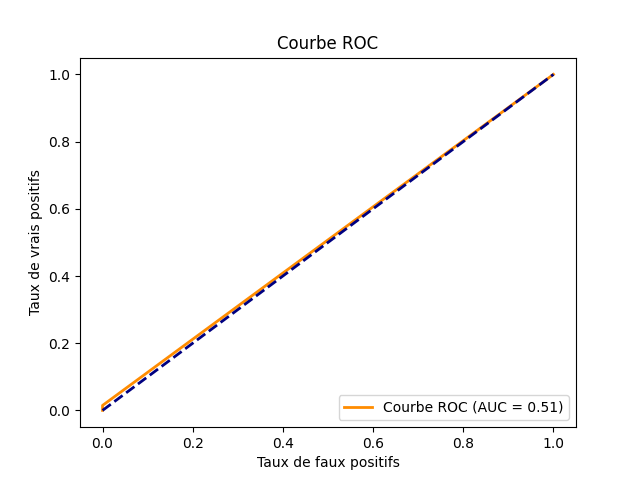 Courbe ROC
1.0
0.8
0.6
0.4
0.2
0.0
Taux de vrais positifs
Courbe ROC (AUC = 0.51)
0.0 0.2 0.4 0.6 0.8 1.0
Taux de faux positifs